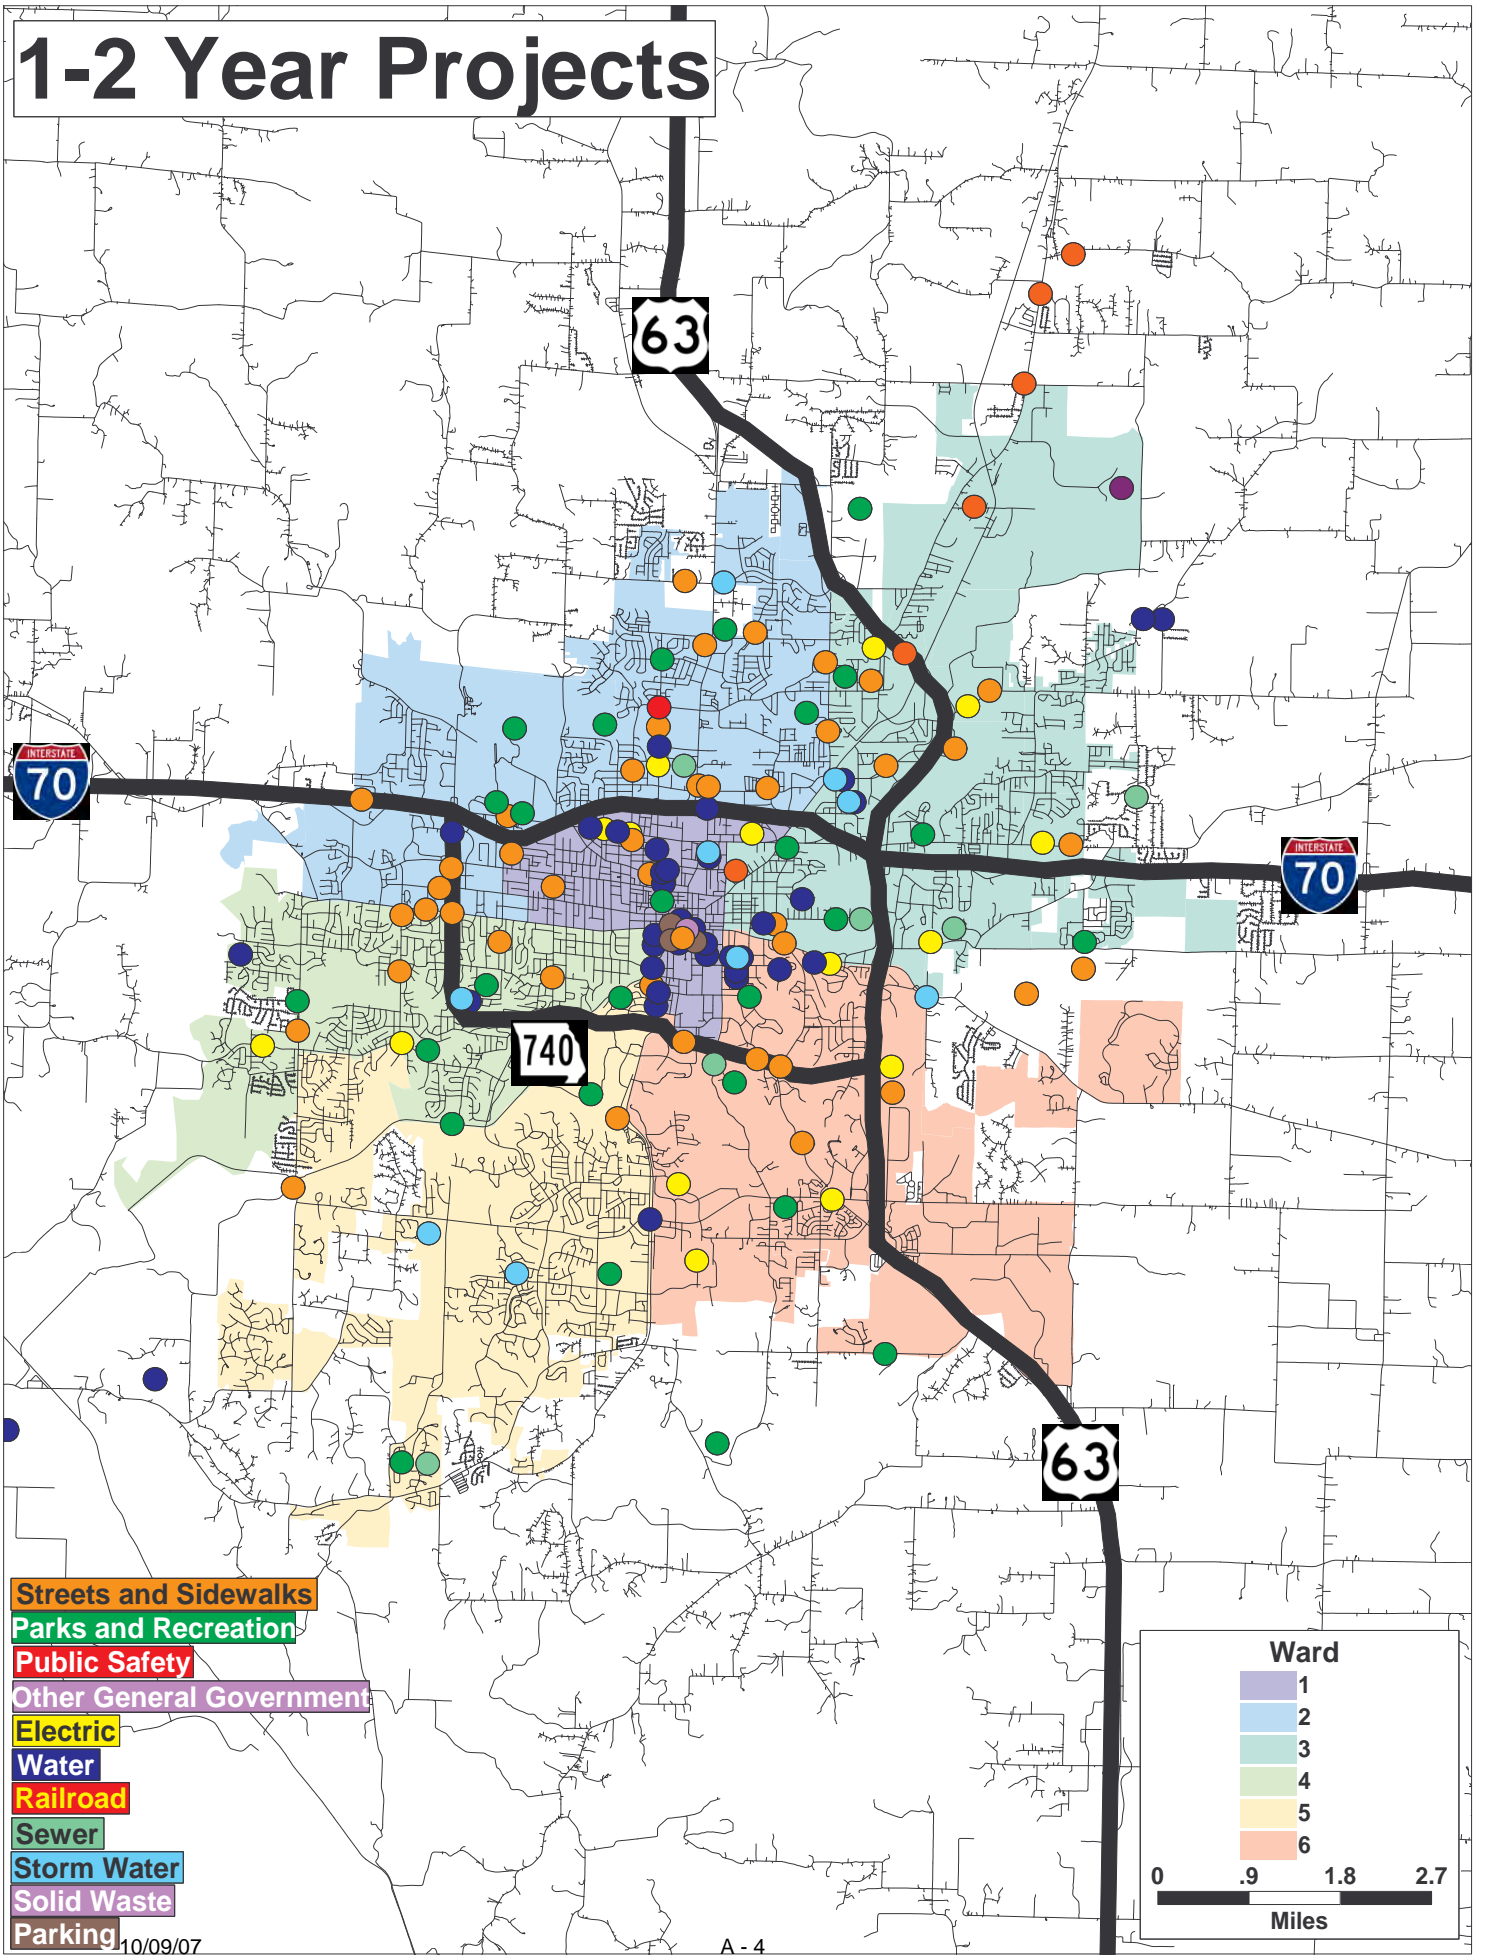 1-2 Year Projects
63
INTERSTATE
70
INTERSTATE
70
740
63
Streets and Sidewalks
Parks and Recreation
Public Safety
Other General Government
Electric
Water
Railroad
Sewer
Storm Water
Solid Waste
Parking
10/09/07
A - 4
Ward
1
2
3
4
5
6
0 .9 1.8 2.7
Miles